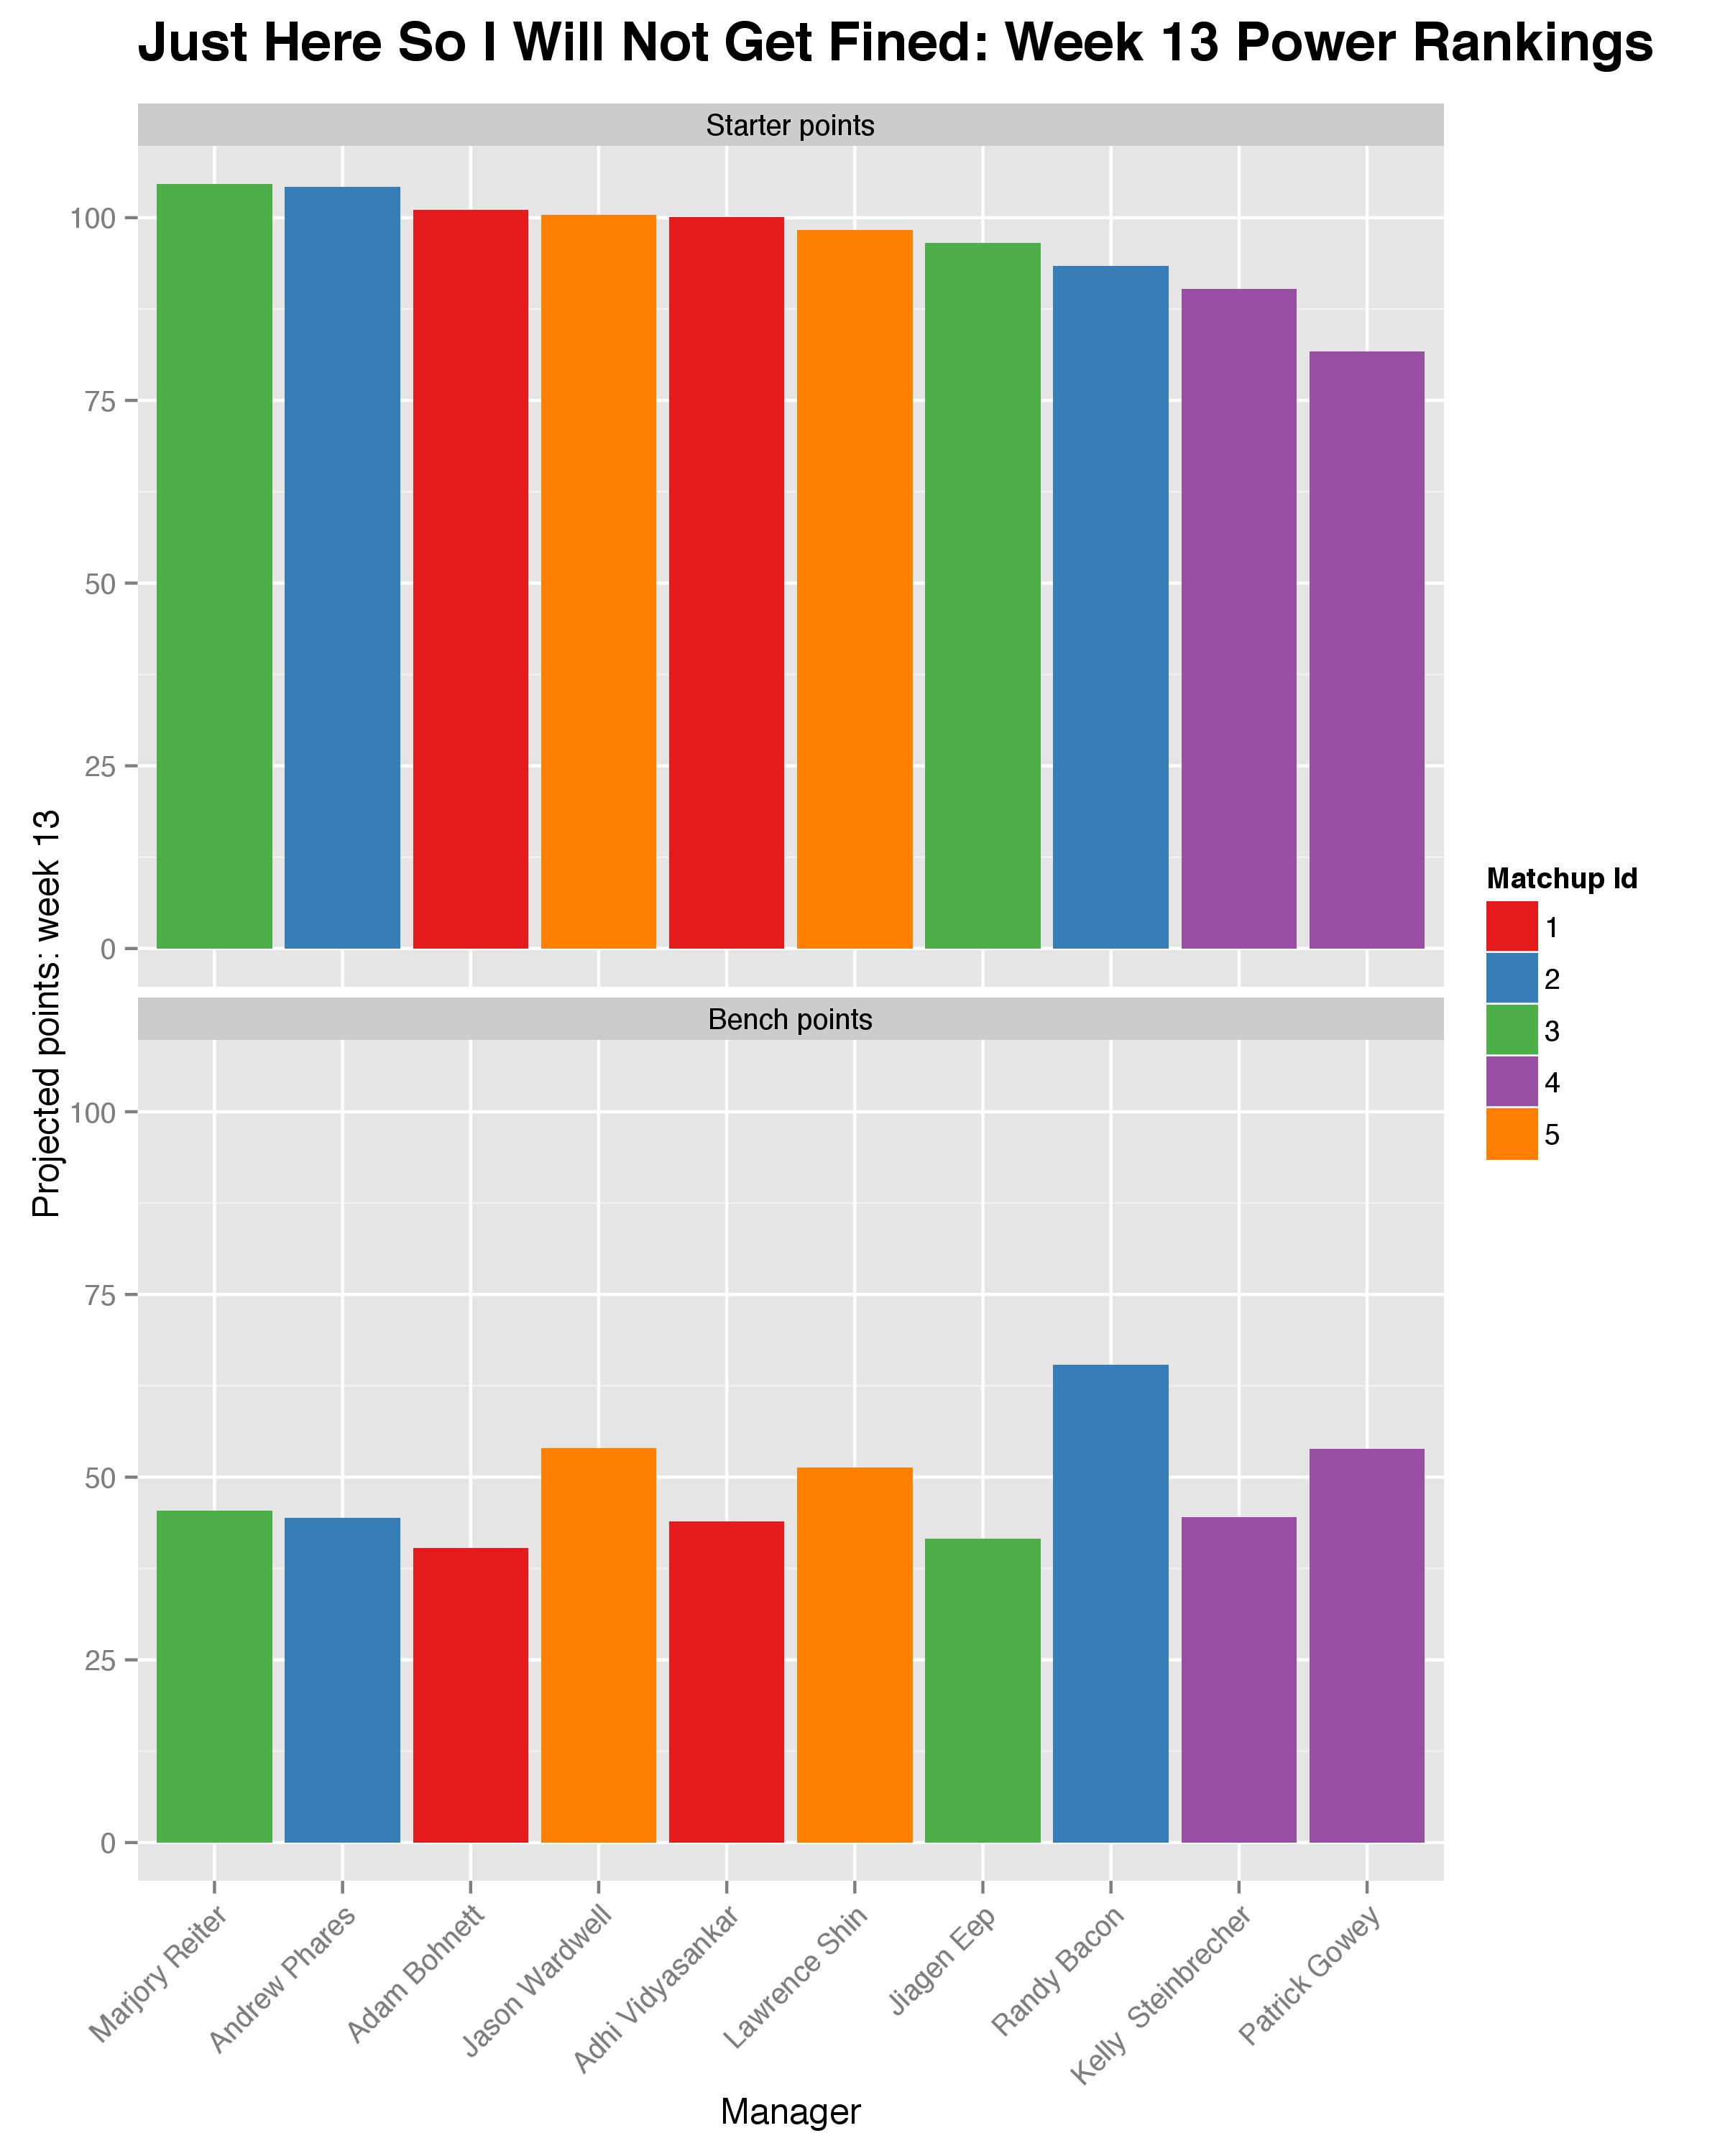 Just Here So I Will Not Get Fined: Week 13 Power Rankings
Starter points
100
75
50
25
0
Bench points
100
75
50
25
0
Projected points: week 13
Marjory Reiter
Andrew Phares
Adam Bohnett
Jason Wardwell
Adhi Vidyasankar
Lawrence Shin
Jiagen Eep
Randy Bacon
Kelly  Steinbrecher
Patrick Gowey
Manager
Matchup Id
1
2
3
4
5